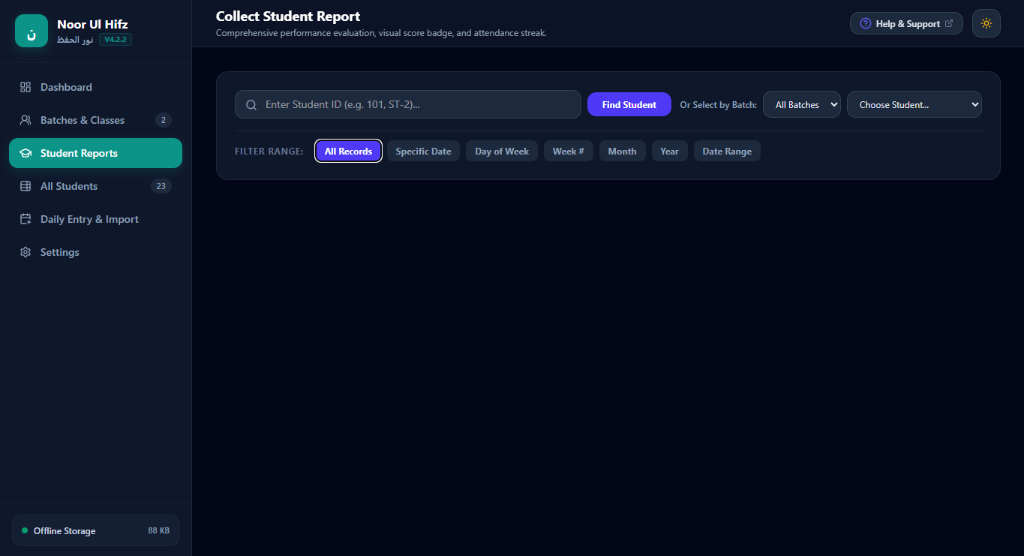 ن
Noor Ul Hifz
نور الحفظ V4.2.2
Dashboard
Batches & Classes 2
Student Reports
All Students 23
Daily Entry & Import
Settings
Offline Storage 88 KB
Collect Student Report
Comprehensive performance evaluation, visual score badge, and attendance streak.
Help & Support
Enter Student ID (e.g. 101, ST-2)... Find Student Or Select by Batch: All Batches Choose Student...
FILTER RANGE: All Records Specific Date Day of Week Week # Month Year Date Range